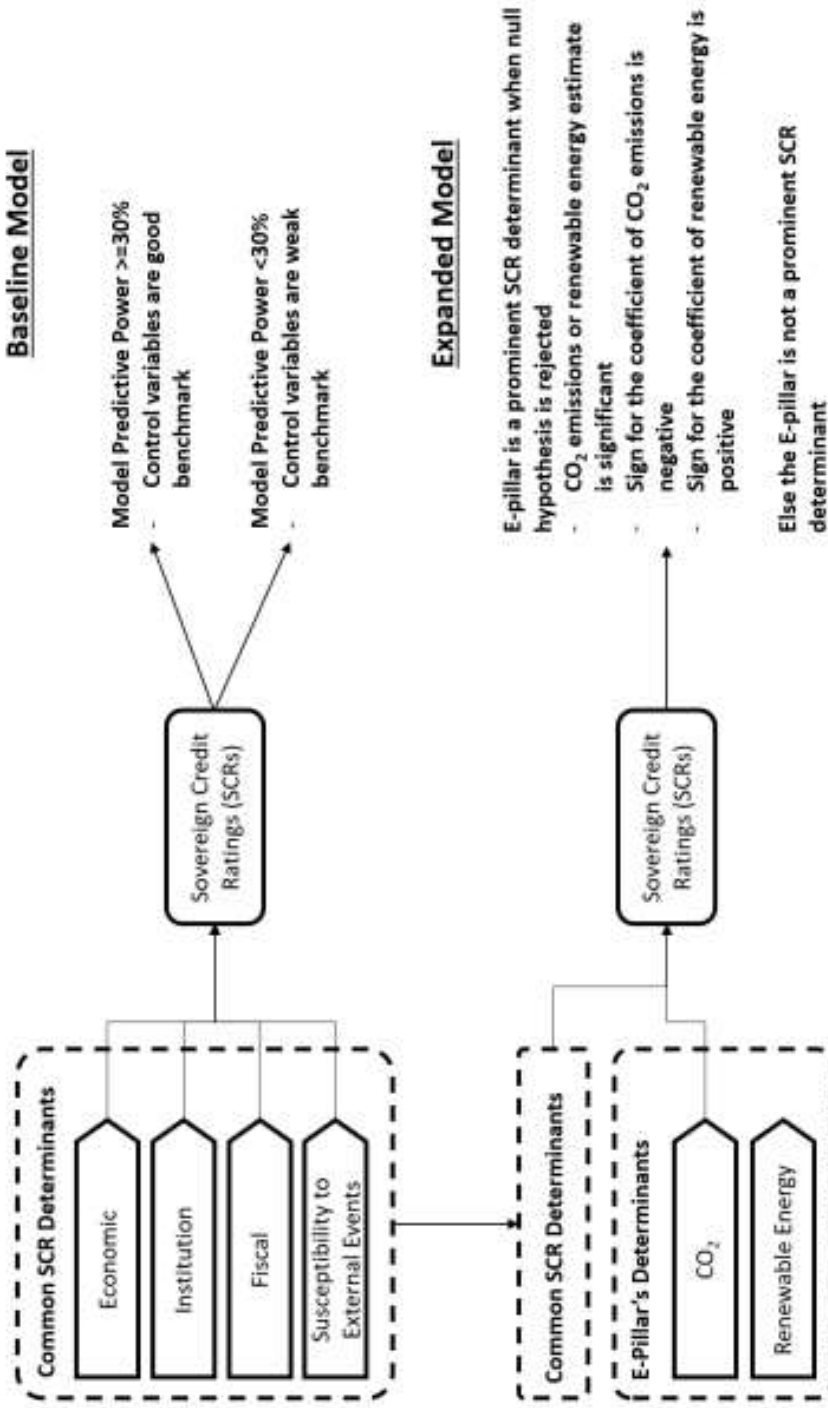 Baseline Model
Common SCR Determinants
Economic
Institution
Fiscal
Susceptibility to
External Events
Sovereign Credit
Ratings (SCRs)
Model Predictive Power >=30%
- Control variables are good
benchmark
Model Predictive Power <30%
- Control variables are weak
benchmark
Expanded Model
Common SCR Determinants
E-Pillar's Determinants
CO₂
Renewable Energy
Sovereign Credit
Ratings (SCRs)
E-pillar is a prominent SCR determinant when null
hypothesis is rejected
- CO₂ emissions or renewable energy estimate
is significant
- Sign for the coefficient of CO₂ emissions is
negative
- Sign for the coefficient of renewable energy is
positive
Else the E-pillar is not a prominent SCR
determinant